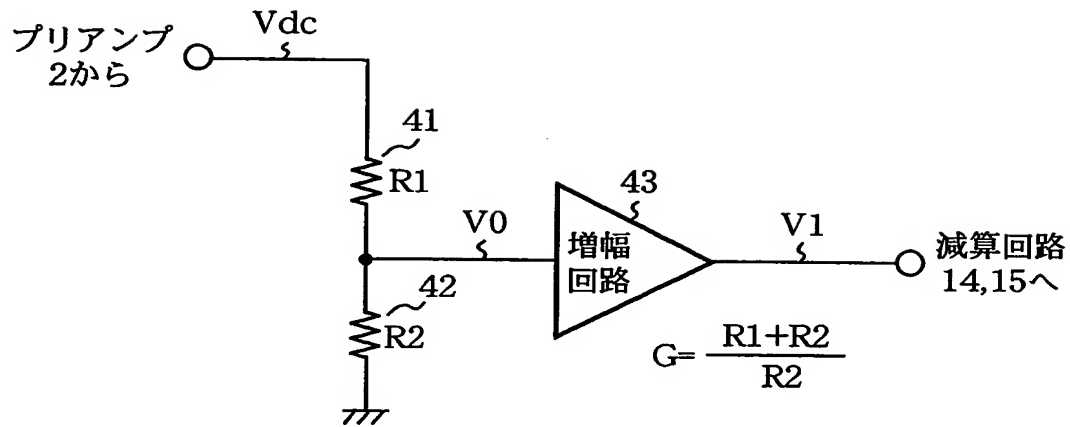 プリアンプ
2から
Vdc
41
R1
42
R2
V0
43
増幅
回路
V1
減算回路
14,15へ
G= R1+R2
R2